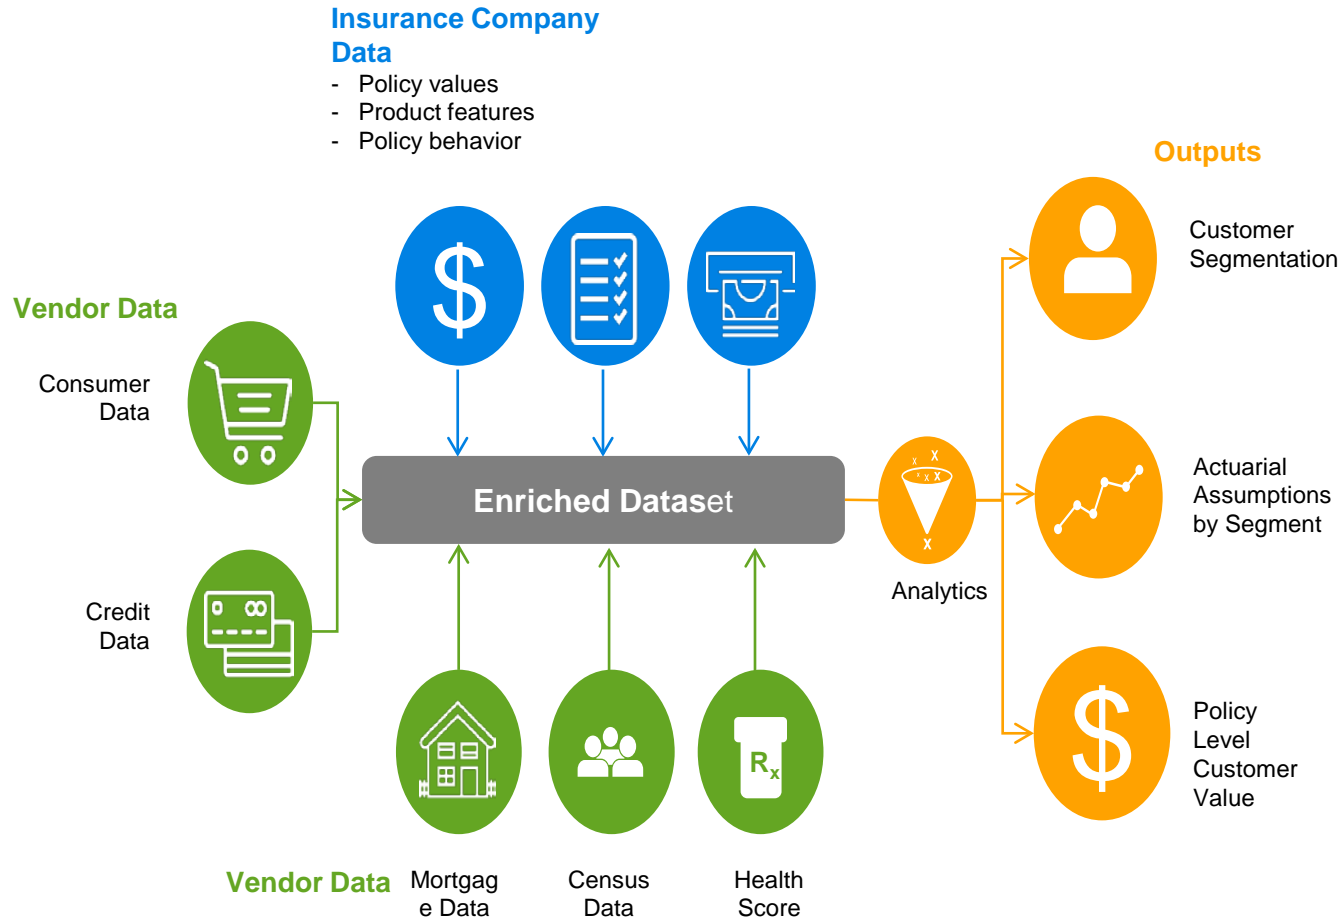 Insurance Company
Data
- Policy values
- Product features
- Policy behavior
Outputs
$
Customer
Segmentation
Vendor Data
Consumer
Data
Enriched Dataset
x
X
x
x
x
X
Analytics
Actuarial
Assumptions
by Segment
Credit
Data
Rx
$
Policy
Level
Customer
Value
Vendor Data
Mortgag
e Data
Census
Data
Health
Score